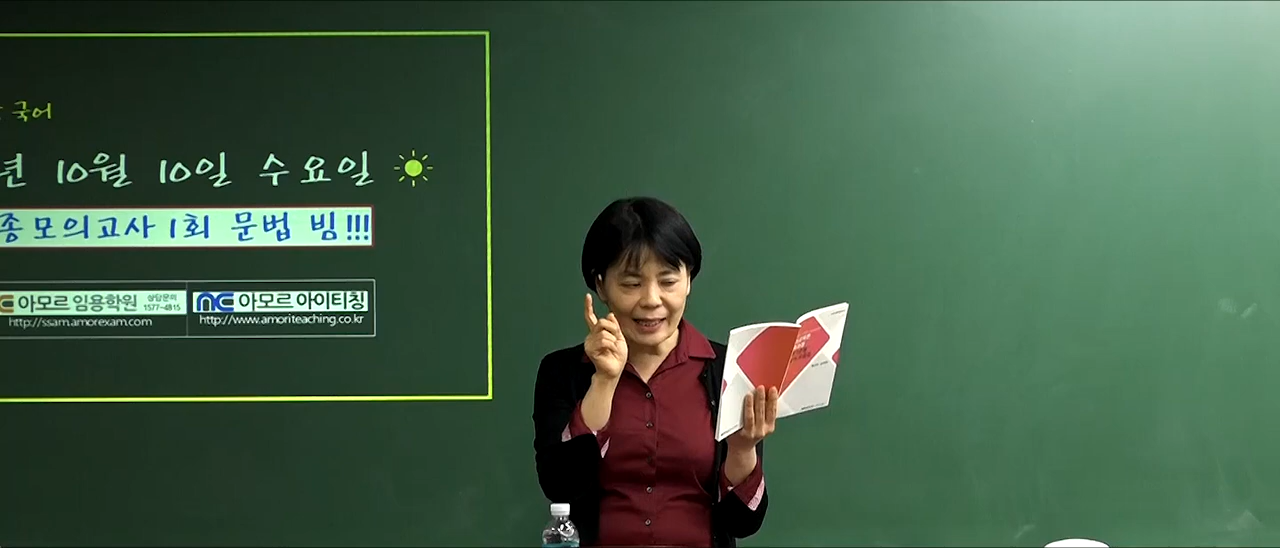 국어
년 10월 10일 수요일
종모의고사 1회 문법 빔!!!
아모르 임용학원 상담문의 1577-4815
http://ssam.amorexam.com
아모르 아이티칭
http://www.amoriteaching.co.kr